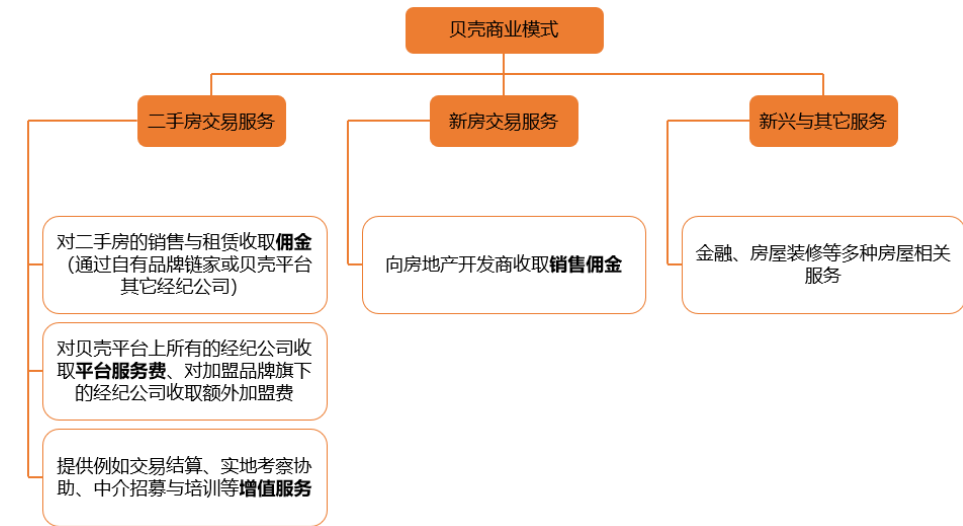 贝壳商业模式
二手房交易服务
新房交易服务
新兴与其它服务
对二手房的销售与租赁收取佣金
（通过自有品牌链家或贝壳平台
其它经纪公司）
向房地产开发商收取销售佣金
金融、房屋装修等多种房屋相关
服务
对贝壳平台上所有的经纪公司收
取平台服务费、对加盟品牌旗下
的经纪公司收取额外加盟费
提供例如交易结算、实地考察协
助、中介招募与培训等增值服务